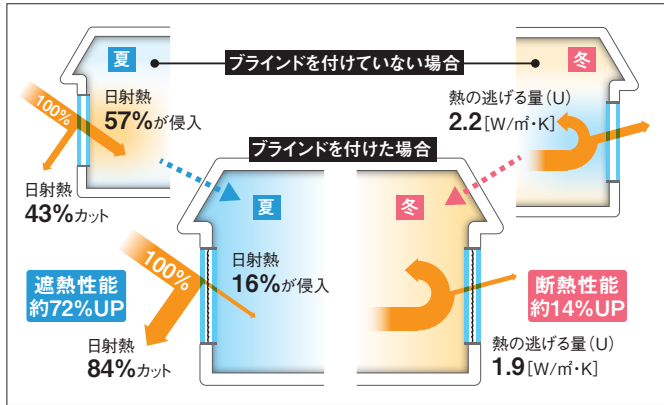 夏
ブラインドを付けていない場合
冬
100%
日射熱
57%が侵入
熱の逃げる量(U)
2.2[W/㎡・K]
日射熱
43%カット
ブラインドを付けた場合
夏
冬
100%
日射熱
16%が侵入
遮熱性能
約72%UP
断熱性能
約14%UP
日射熱
84%カット
熱の逃げる量(U)
1.9[W/㎡・K]